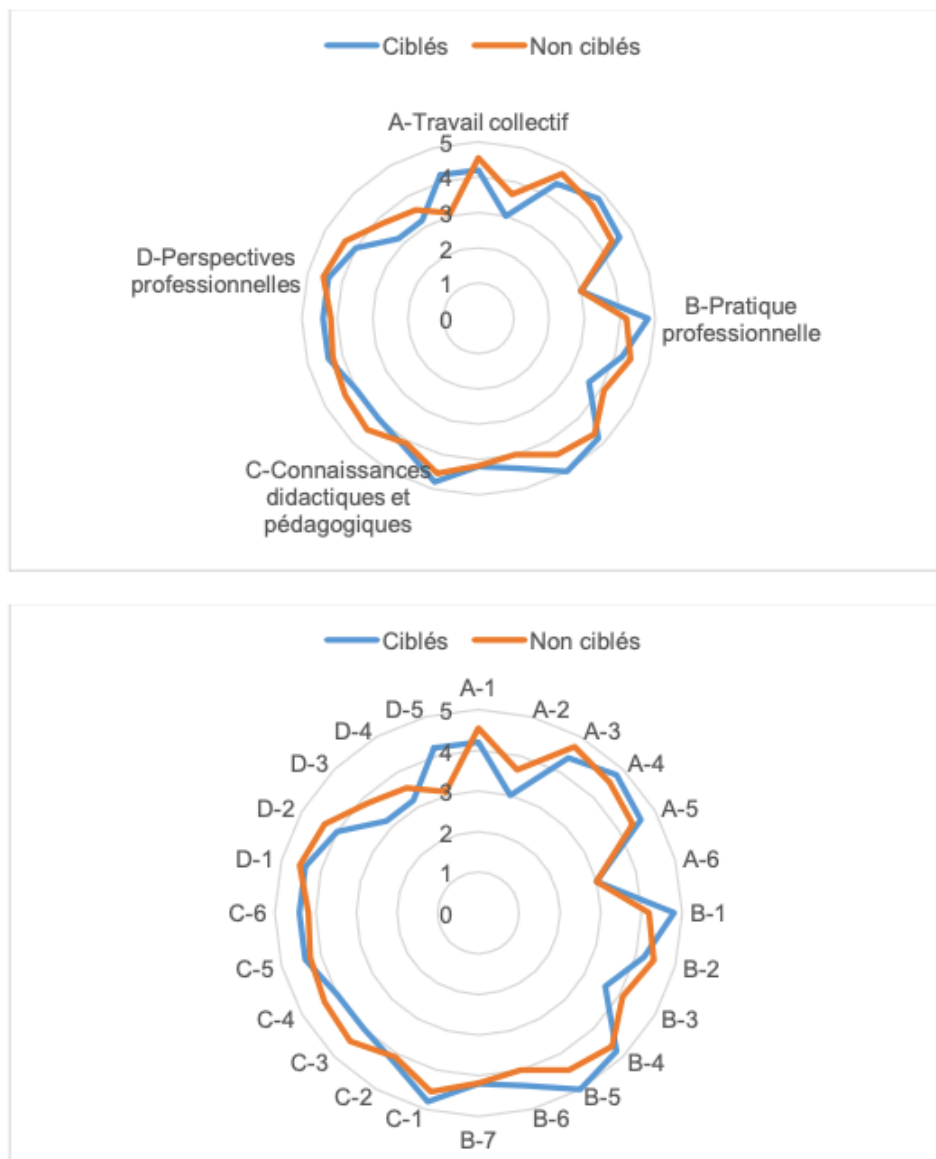 Ciblés Non ciblés
A-Travail collectif
5
4
3
2
1
0
D-Perspectives
professionnelles
B-Pratique
professionnelle
C-Connaissances
didactiques et
pédagogiques
Ciblés Non ciblés
A-1
A-2
A-3
A-4
A-5
A-6
B-1
B-2
B-3
B-4
B-5
B-6
B-7
C-1
C-2
C-3
C-4
C-5
C-6
D-1
D-2
D-3
D-4
D-5
5
4
3
2
1
0